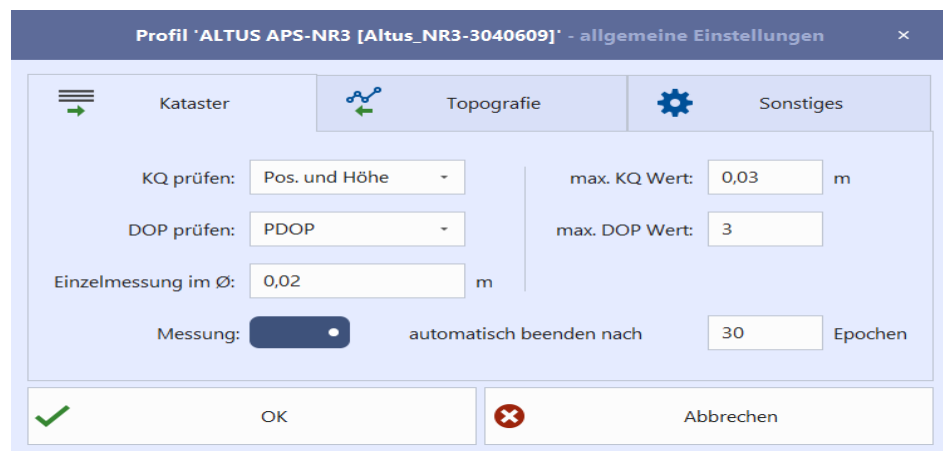 Profil 'ALTUS APS-NR3 [Altus_NR3-3040609]' - allgemeine Einstellungen ×
Kataster Topografie Sonstiges
KQ prüfen: Pos. und Höhe max. KQ Wert: 0,03 m
DOP prüfen: PDOP max. DOP Wert: 3
Einzelmessung im Ø: 0,02 m
Messung: automatisch beenden nach 30 Epochen
OK Abbrechen